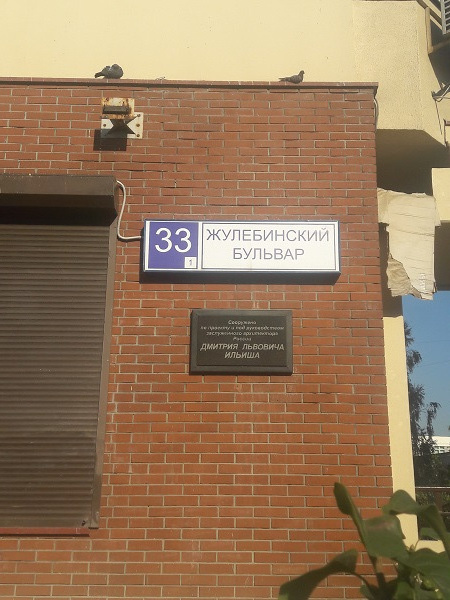 33
1
ЖУЛЕБИНСКИЙ
БУЛЬВАР
Сооружено
по проекту и под руководством
заслуженного архитектора
России
ДМИТРИЯ ЛЬВОВИЧА
ИЛЬИША